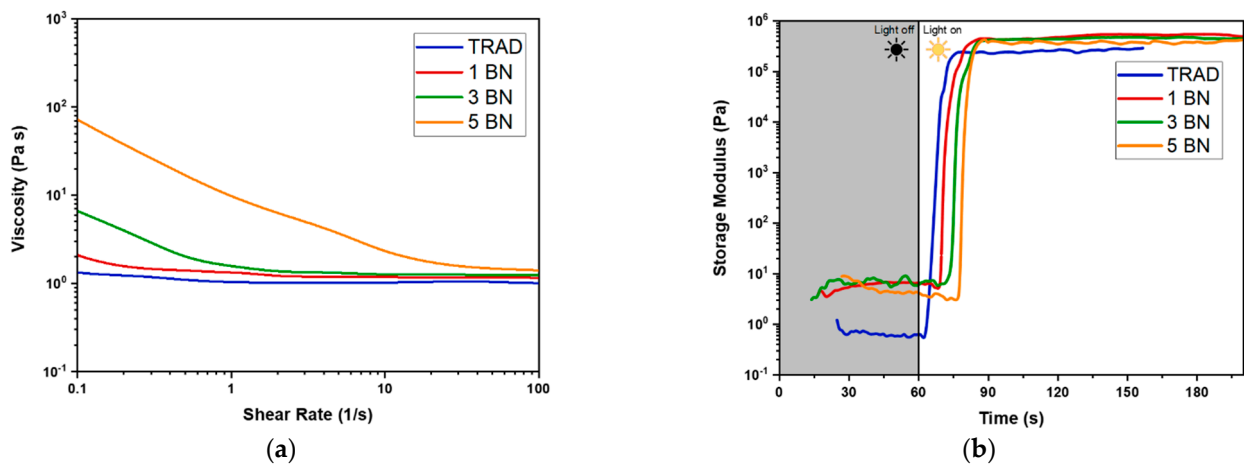 10³
10²
10¹
10⁰
10⁻¹
Viscosity (Pa s)
0.1 1 10 100
Shear Rate (1/s)
TRAD
1 BN
3 BN
5 BN
(a)
10⁶
10⁵
10⁴
10³
10²
10¹
10⁰
10⁻¹
Storage Modulus (Pa)
Light off Light on
TRAD
1 BN
3 BN
5 BN
0 30 60 90 120 150 180
Time (s)
(b)